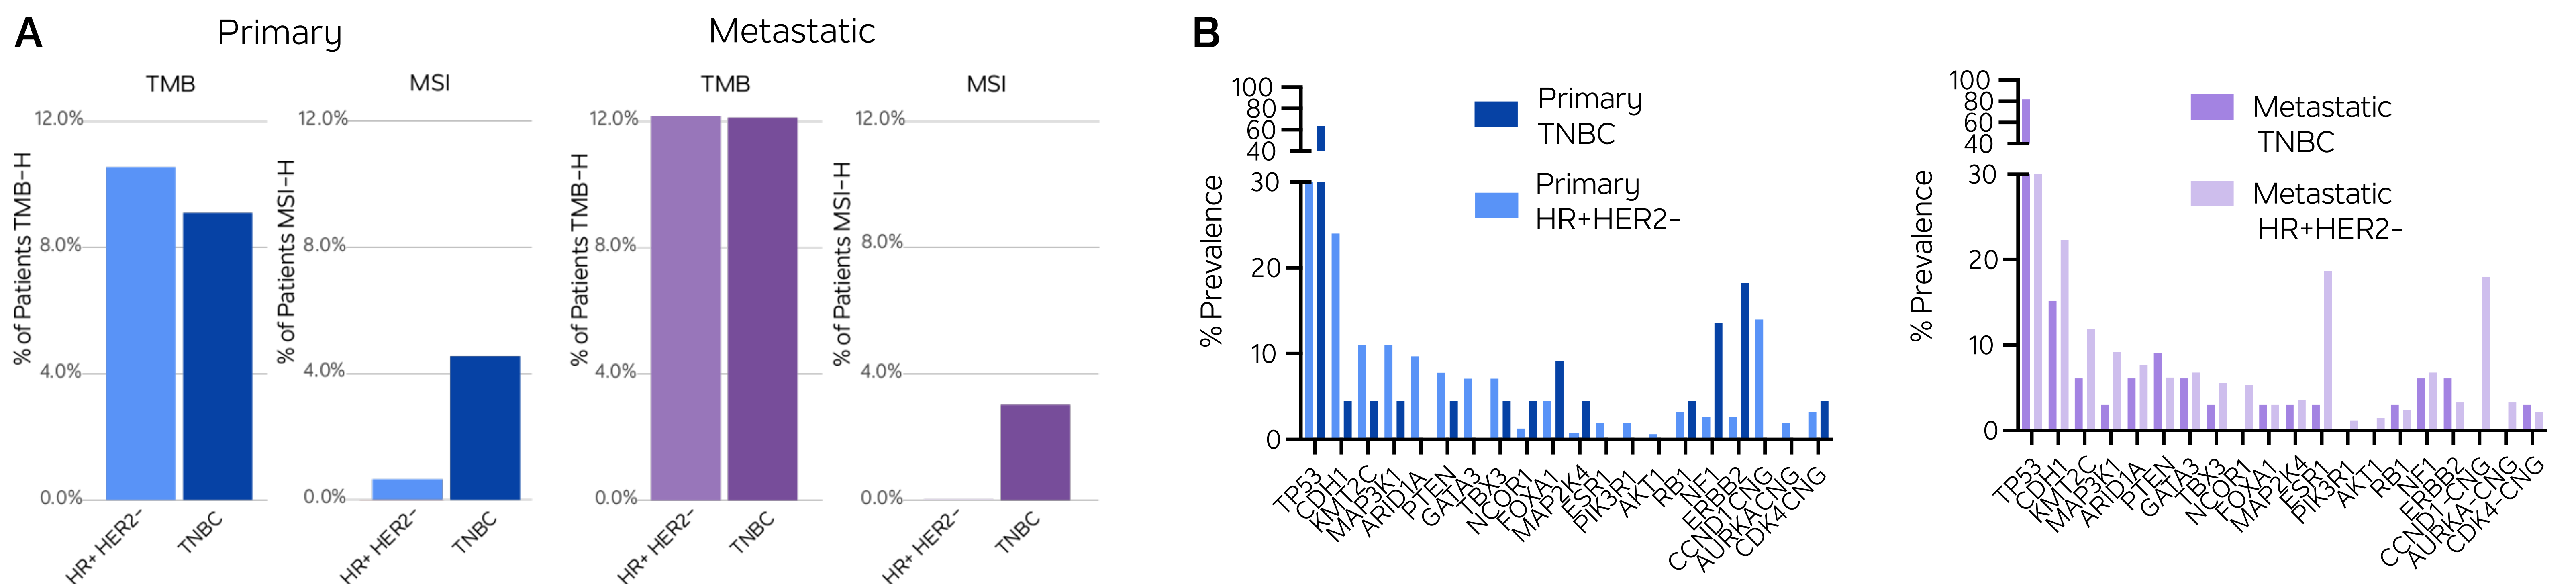 A
Primary
Metastatic
TMB
MSI
TMB
MSI
% of Patients TMB-H
12.0%
8.0%
4.0%
0.0%
HR+ HER2-
TNBC
% of Patients MSI-H
12.0%
8.0%
4.0%
0.0%
HR+ HER2-
TNBC
% of Patients TMB-H
12.0%
8.0%
4.0%
0.0%
HR+ HER2-
TNBC
% of Patients MSI-H
12.0%
8.0%
4.0%
0.0%
HR+ HER2-
TNBC
B
% Prevalence
100
80
60
40
30
20
10
0
Primary
TNBC
Primary
HR+HER2-
TP53
CDH1
KMT2C
MAP3K1
ARID1A
PTEN
GATA3
TBX3
NCOR1
FOXA1
MAP2K4
ESR1
PIK3R1
AKT1
RB1
NF1
ERBB2
CCND1CNG
AURKACNG
CDK4CNG
% Prevalence
100
80
60
40
30
20
10
0
Metastatic
TNBC
Metastatic
HR+HER2-
TP53
CDH1
KMT2C
MAP3K1
ARID1A
PTEN
GATA3
TBX3
NCOR1
FOXA1
MAP2K4
ESR1
PIK3R1
AKT1
RB1
NF1
ERBB2
CCND1-CNG
AURKA-CNG
CDK4-CNG